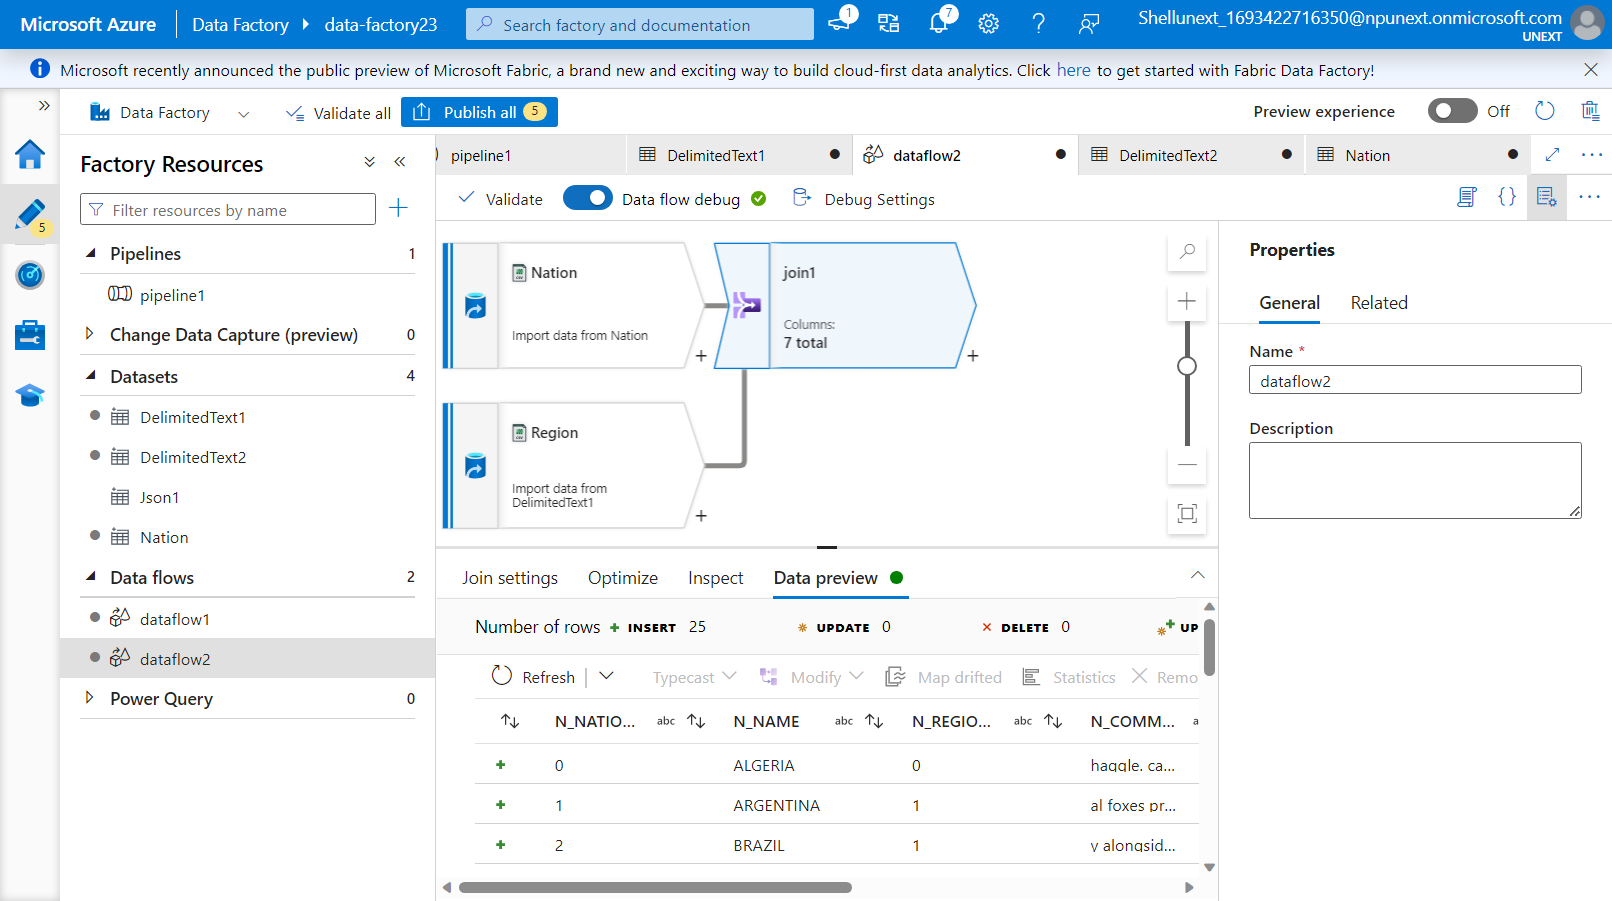 Microsoft Azure
Data Factory
data-factory23
Search factory and documentation
1
7
Shellunext_1693422716350@npunext.onmicrosoft.com
UNEXT
Microsoft recently announced the public preview of Microsoft Fabric, a brand new and exciting way to build cloud-first data analytics. Click here to get started with Fabric Data Factory!
Data Factory
Validate all
Publish all 5
Preview experience
Off
5
Factory Resources
Filter resources by name
Pipelines 1
pipeline1
Change Data Capture (preview) 0
Datasets 4
DelimitedText1
DelimitedText2
Json1
Nation
Data flows 2
dataflow1
dataflow2
Power Query 0
pipeline1
DelimitedText1
dataflow2
DelimitedText2
Nation
Validate
Data flow debug
Debug Settings
Nation
Import data from Nation
join1
Columns:
7 total
Region
Import data from
DelimitedText1
Join settings
Optimize
Inspect
Data preview
Number of rows + INSERT 25
UPDATE 0
DELETE 0
UP
Refresh
Typecast
Modify
Map drifted
Statistics
Remo
N_NATIO... abc
N_NAME abc
N_REGIO... abc
N_COMM... a
0 ALGERIA 0 haggle. ca...
1 ARGENTINA 1 al foxes pr...
2 BRAZIL 1 y alongsid...
Properties
General
Related
Name *
dataflow2
Description